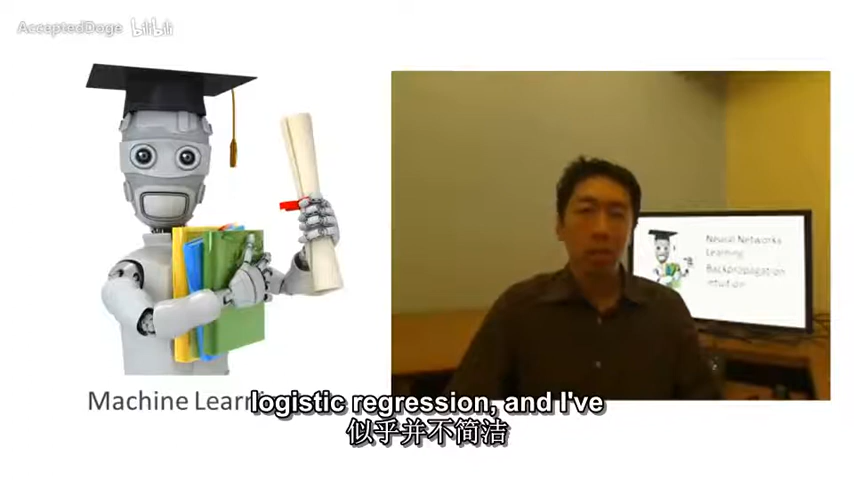 AcceptedDoge bilibili
Neural Networks
Learning
Backpropagation
intuition
Machine Learn
logistic regression, and I've
似乎并不简洁